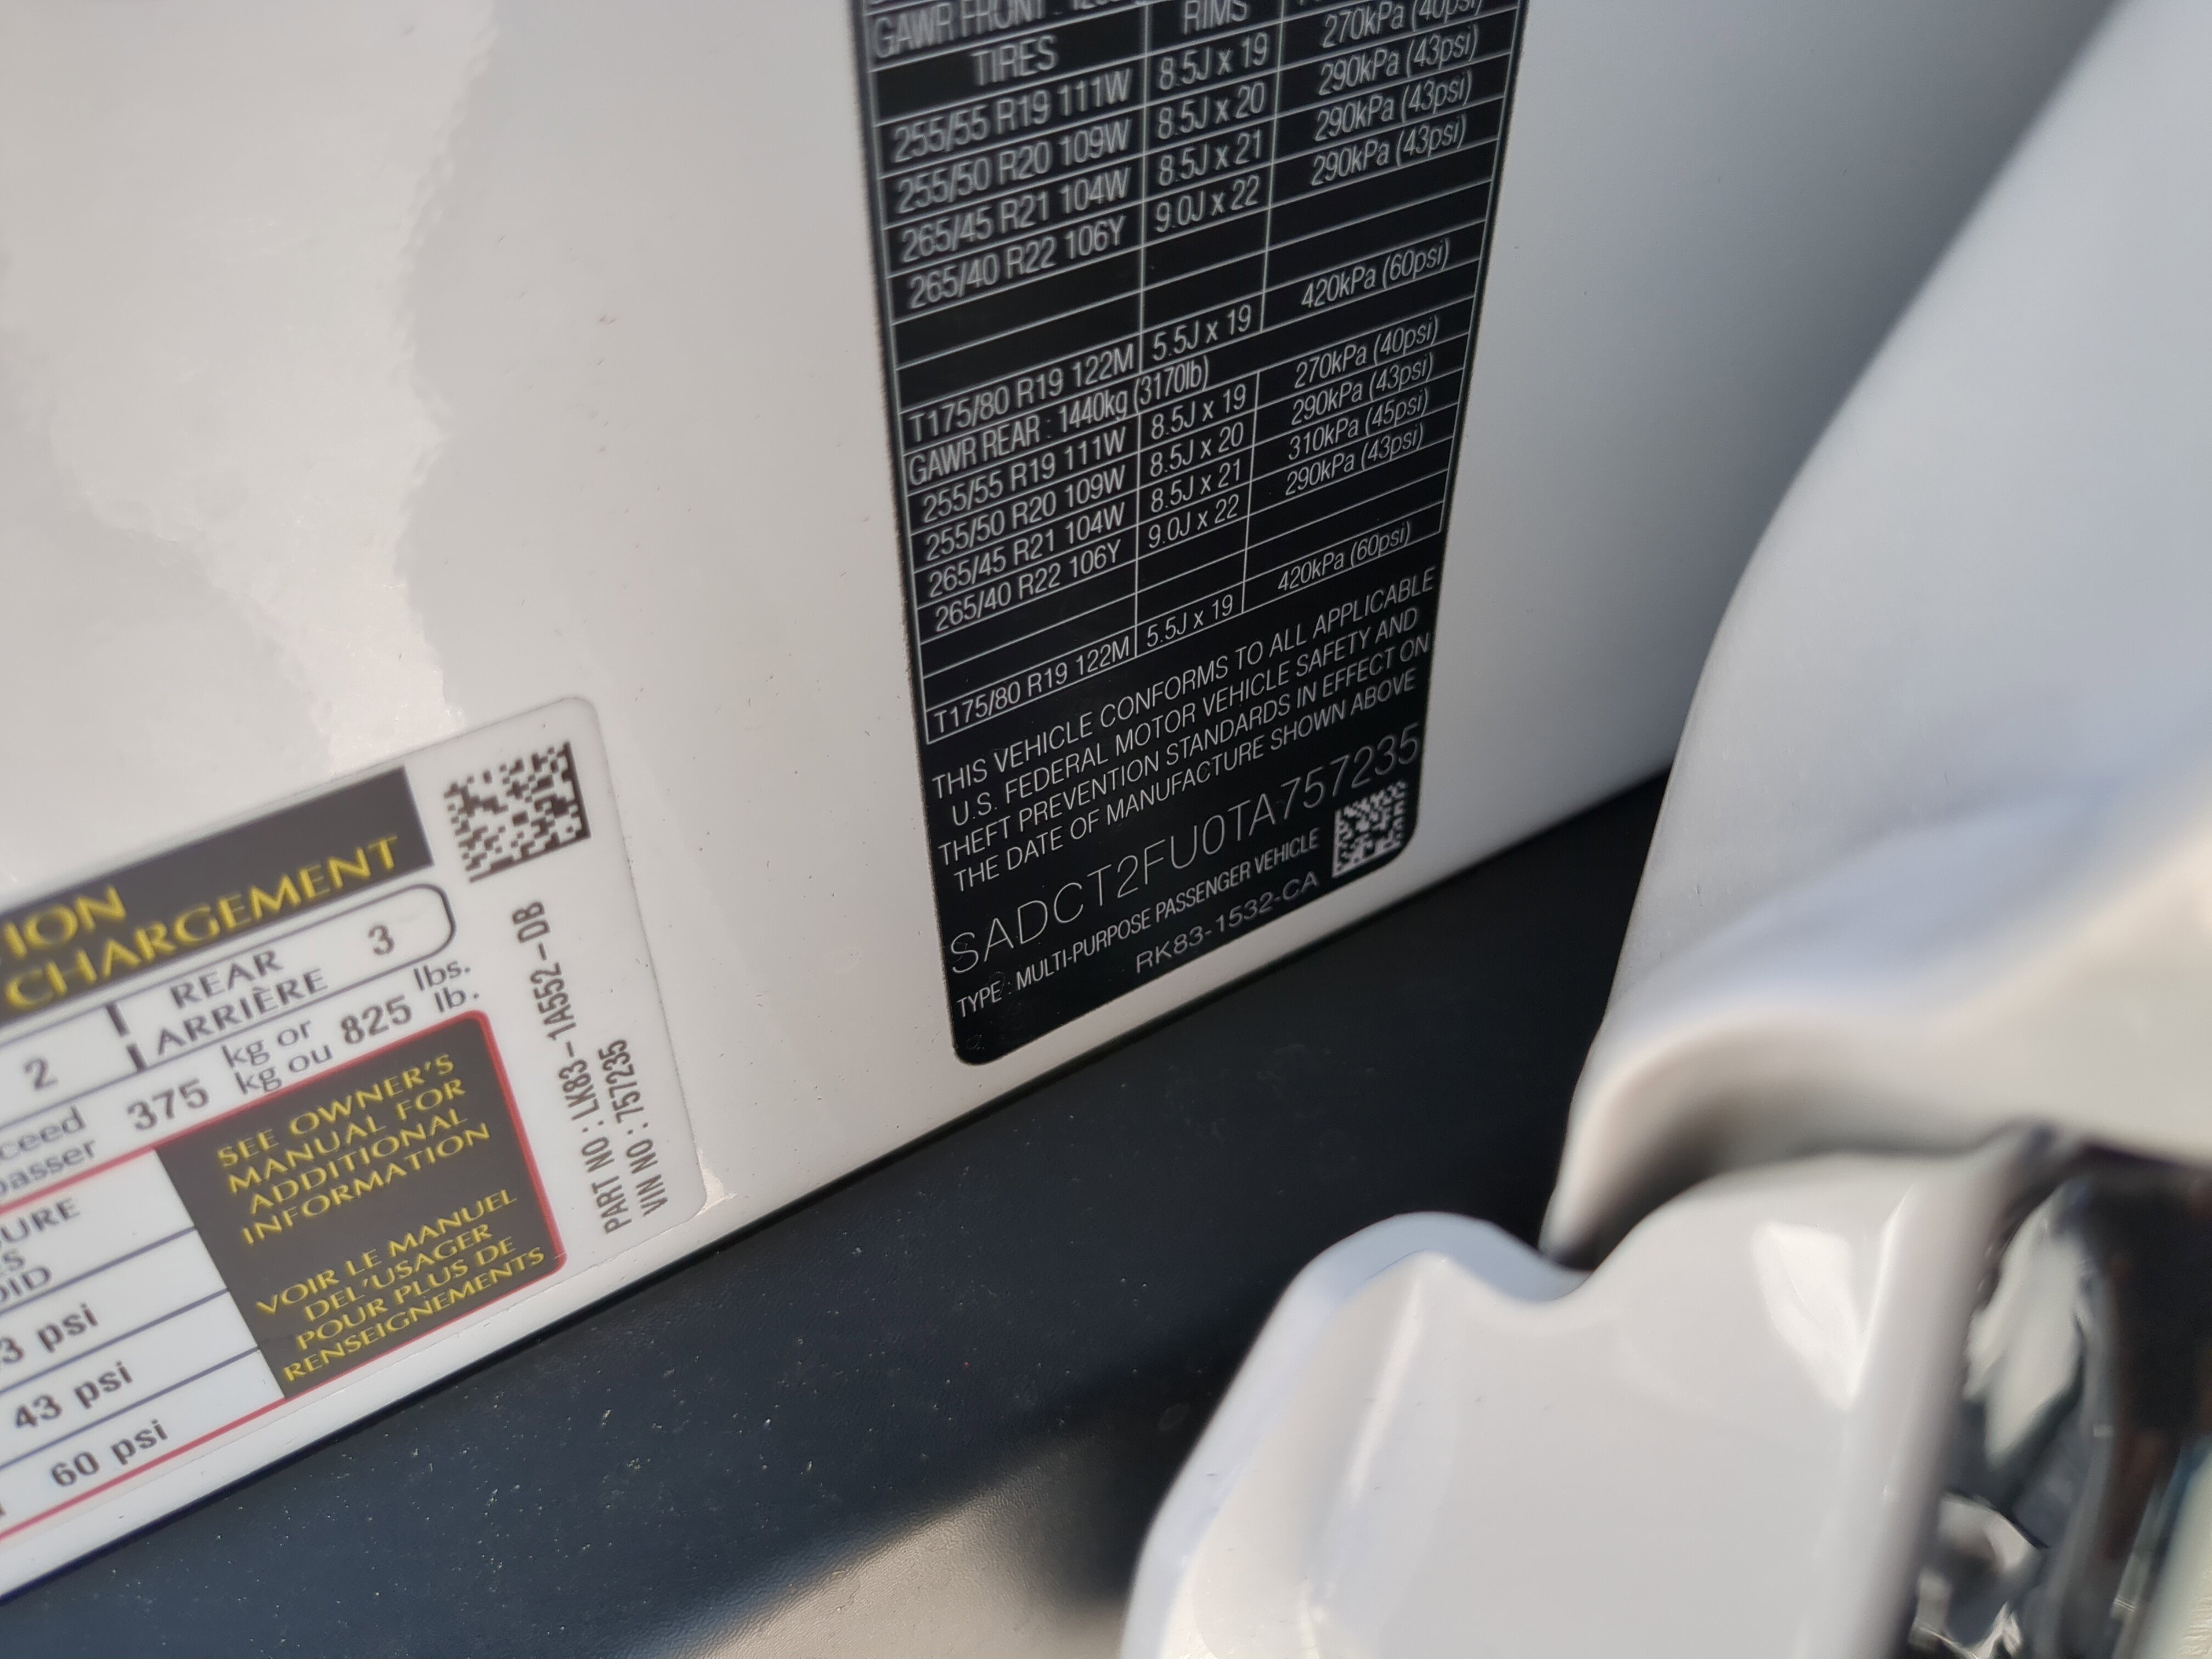 GAWR FRONT :
TIRES RIMS
255/55 R19 111W 8.5J x 19 270kPa (40psi)
255/50 R20 109W 8.5J x 20 290kPa (43psi)
265/45 R21 104W 8.5J x 21 290kPa (43psi)
265/40 R22 106Y 9.0J x 22 290kPa (43psi)
T175/80 R19 122M 5.5J x 19 420kPa (60psi)
GAWR REAR : 1440kg (3170lb)
255/55 R19 111W 8.5J x 19 270kPa (40psi)
255/50 R20 109W 8.5J x 20 290kPa (43psi)
265/45 R21 104W 8.5J x 21 310kPa (45psi)
265/40 R22 106Y 9.0J x 22 290kPa (43psi)
T175/80 R19 122M 5.5J x 19 420kPa (60psi)
THIS VEHICLE CONFORMS TO ALL APPLICABLE
U.S. FEDERAL MOTOR VEHICLE SAFETY AND
THEFT PREVENTION STANDARDS IN EFFECT ON
THE DATE OF MANUFACTURE SHOWN ABOVE
SADCT2FU0TA757235
TYPE : MULTI-PURPOSE PASSENGER VEHICLE
RK83-1532-CA
CHARGEMENT
2 REAR 3
ARRIÈRE
375 kg or 825 lbs.
kg ou lb.
SEE OWNER'S
MANUAL FOR
ADDITIONAL
INFORMATION
VOIR LE MANUEL
DEL'USAGER
POUR PLUS DE
RENSEIGNEMENTS
psi
43 psi
60 psi
PART NO : LK83-1A552-DB
VIN NO : 757235